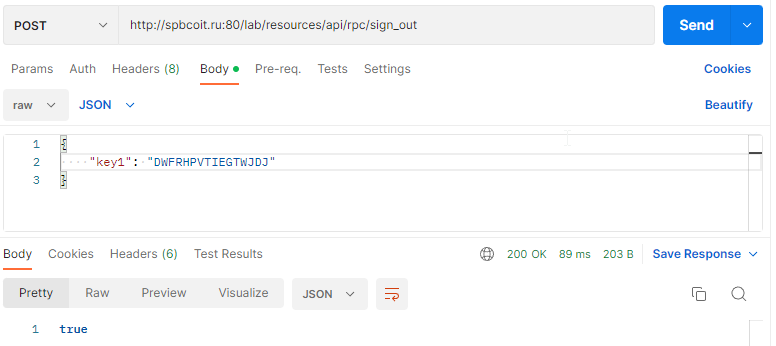 POST http://spbcoit.ru:80/lab/resources/api/rpc/sign_out Send
Params Auth Headers (8) Body Pre-req. Tests Settings Cookies
raw JSON Beautify
1 {
2 "key1": "DWFRHPVTIEGTWJDJ"
3 }
Body Cookies Headers (6) Test Results 200 OK 89 ms 203 B Save Response
Pretty Raw Preview Visualize JSON
1 true